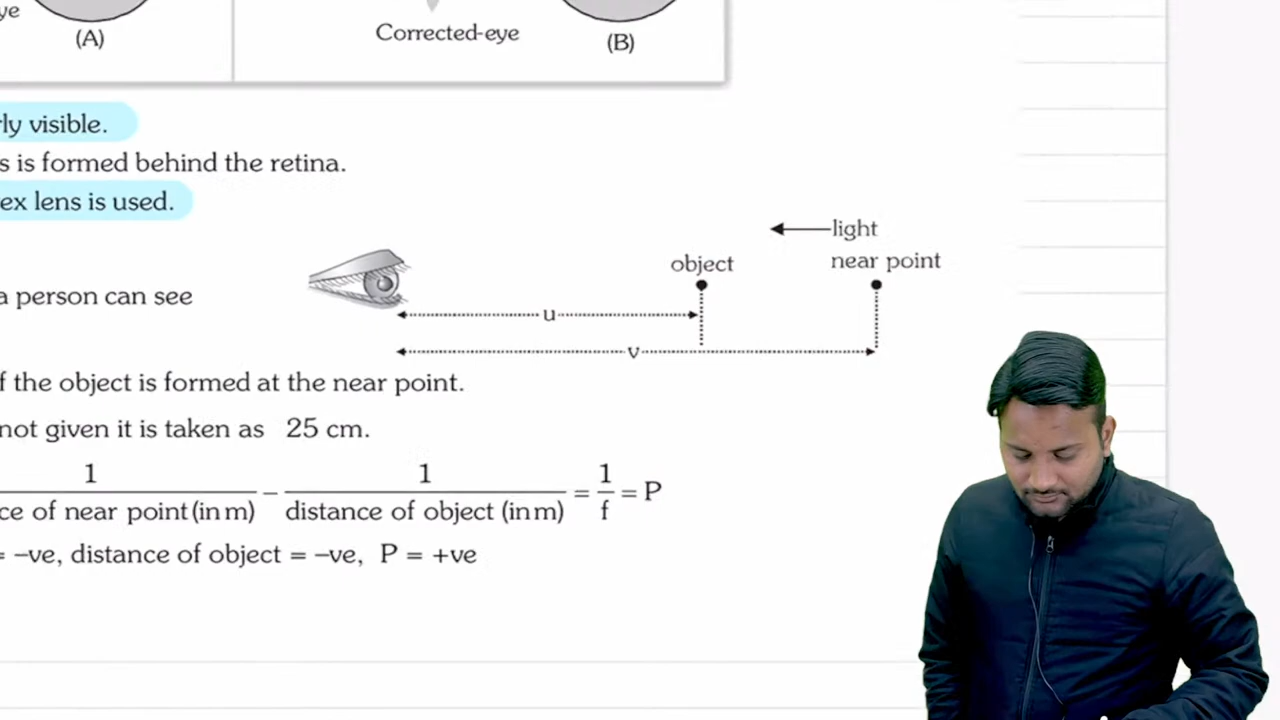 ye
(A)
Corrected-eye
(B)
rly visible.
s is formed behind the retina.
ex lens is used.
light
object
near point
a person can see
u
v
f the object is formed at the near point.
not given it is taken as 25 cm.
1 / ce of near point (in m) − 1 / distance of object (in m) = 1 / f = P
= −ve, distance of object = −ve, P = +ve